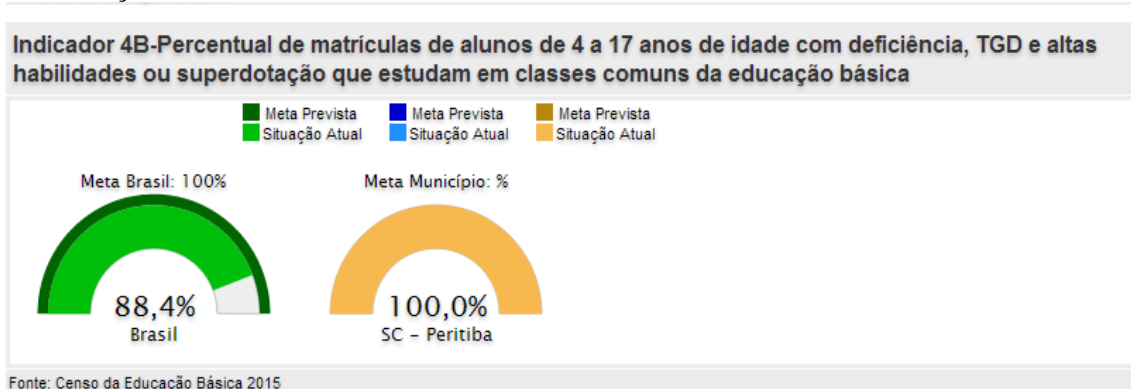 Indicador 4B-Percentual de matrículas de alunos de 4 a 17 anos de idade com deficiência, TGD e altas
habilidades ou superdotação que estudam em classes comuns da educação básica
Meta Prevista Meta Prevista Meta Prevista
Situação Atual Situação Atual Situação Atual
Meta Brasil: 100% Meta Município: %
88,4% 100,0%
Brasil SC – Peritiba
Fonte: Censo da Educação Básica 2015